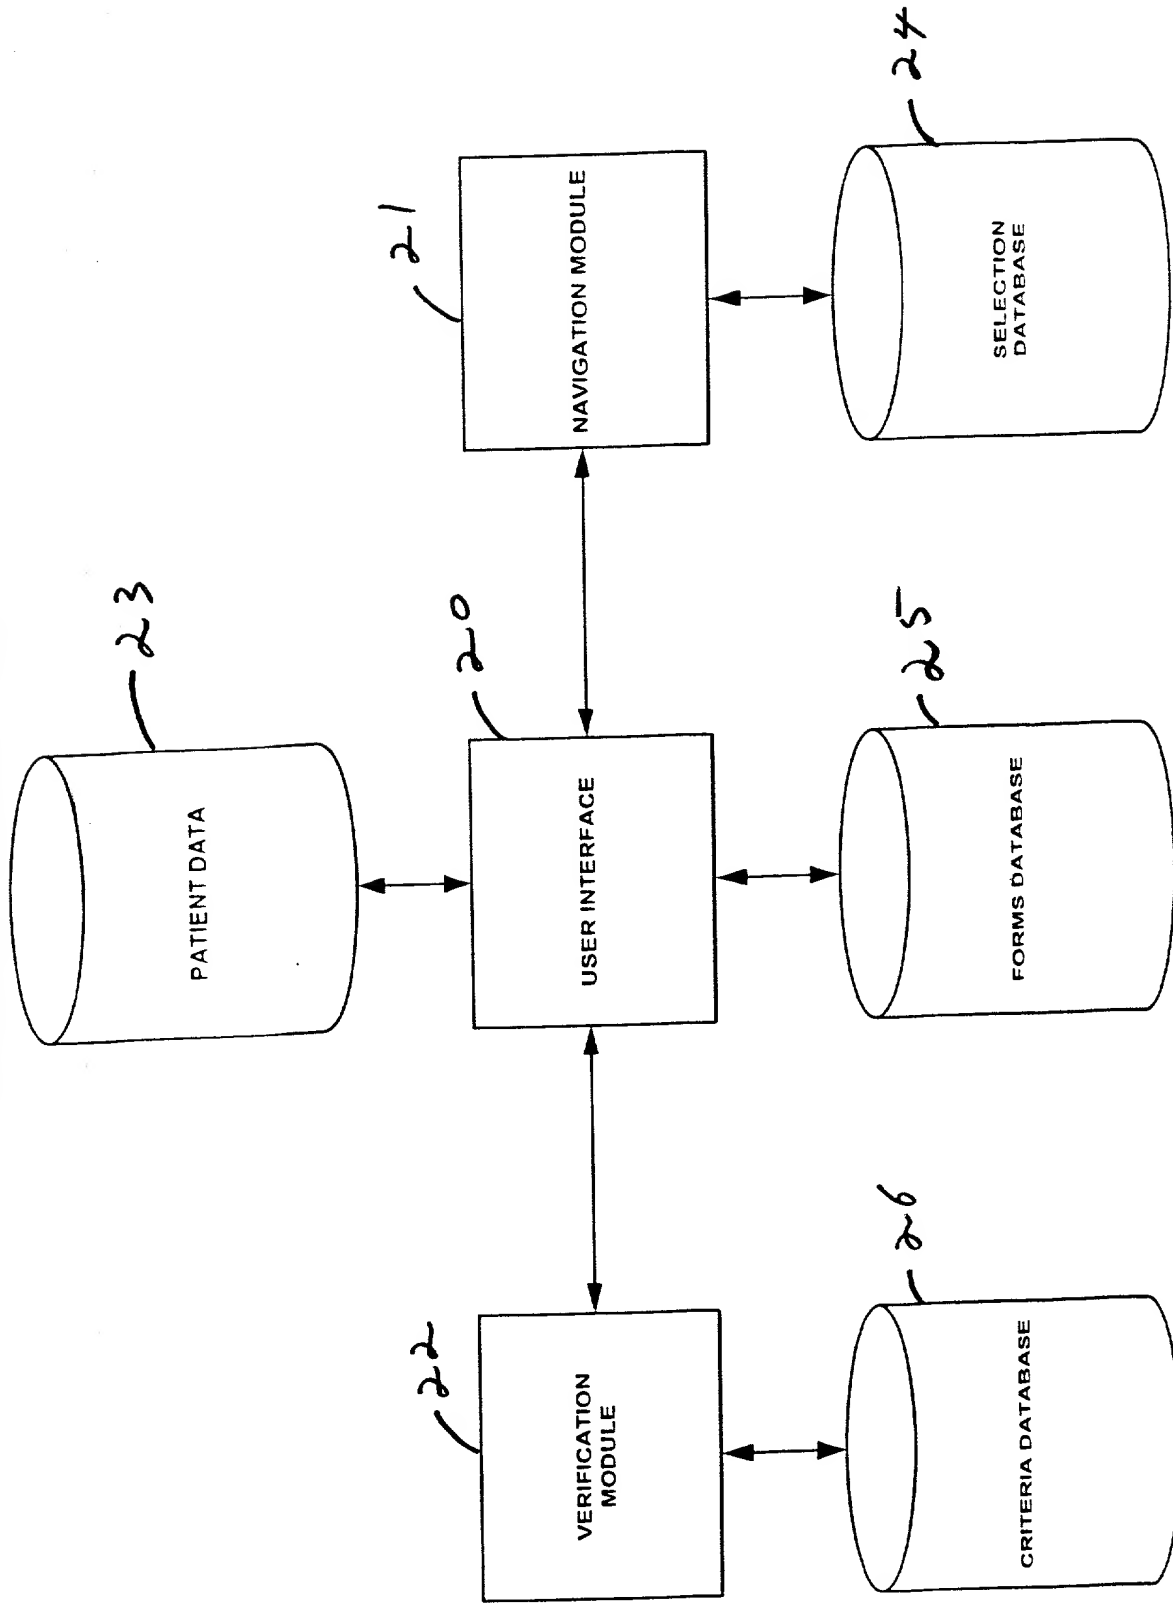 23
PATIENT DATA
22
VERIFICATION
MODULE
20
USER INTERFACE
21
NAVIGATION MODULE
26
CRITERIA DATABASE
25
FORMS DATABASE
24
SELECTION
DATABASE